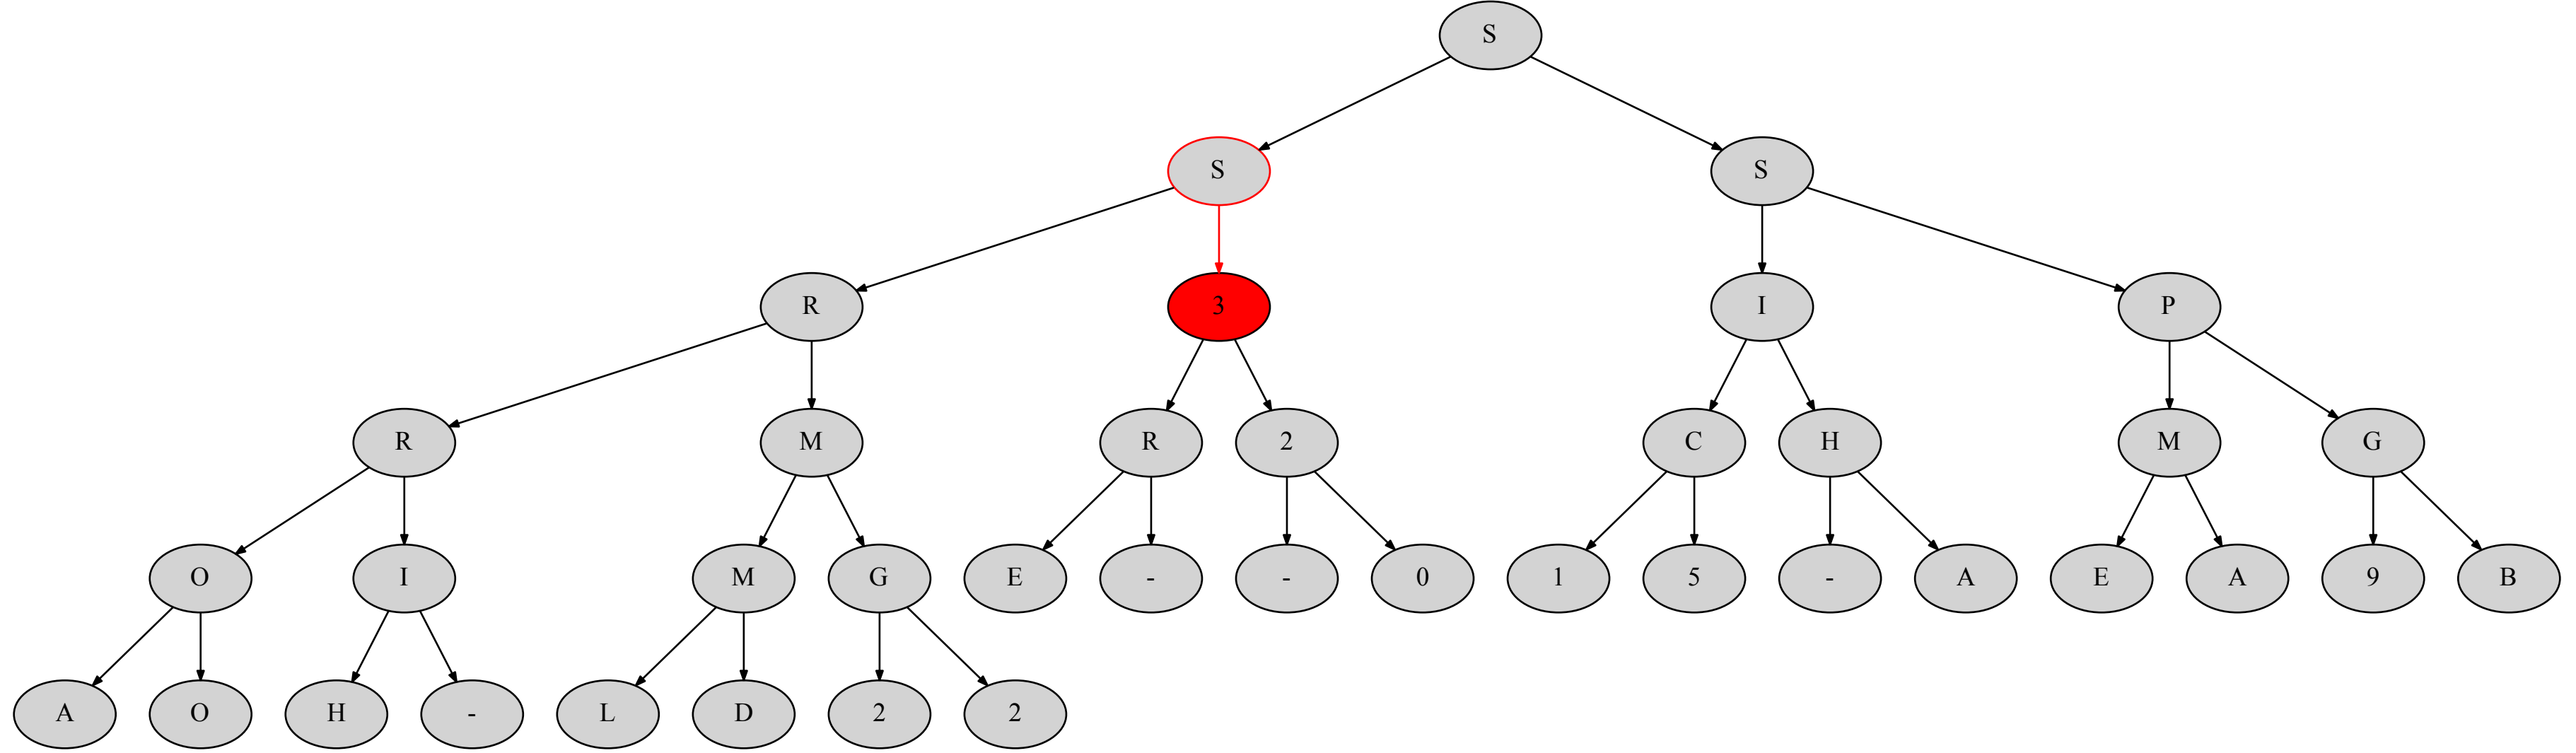 S
S S
R 3 I P
R M R 2 C H M G
O I M G E - - 0 1 5 - A E A 9 B
A O H - L D 2 2